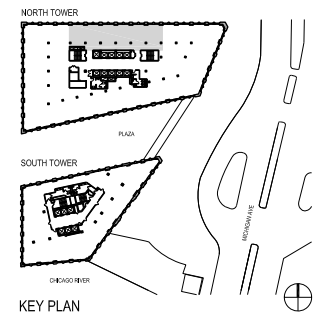 NORTH TOWER
PLAZA
SOUTH TOWER
MICHIGAN AVE
CHICAGO RIVER
KEY PLAN